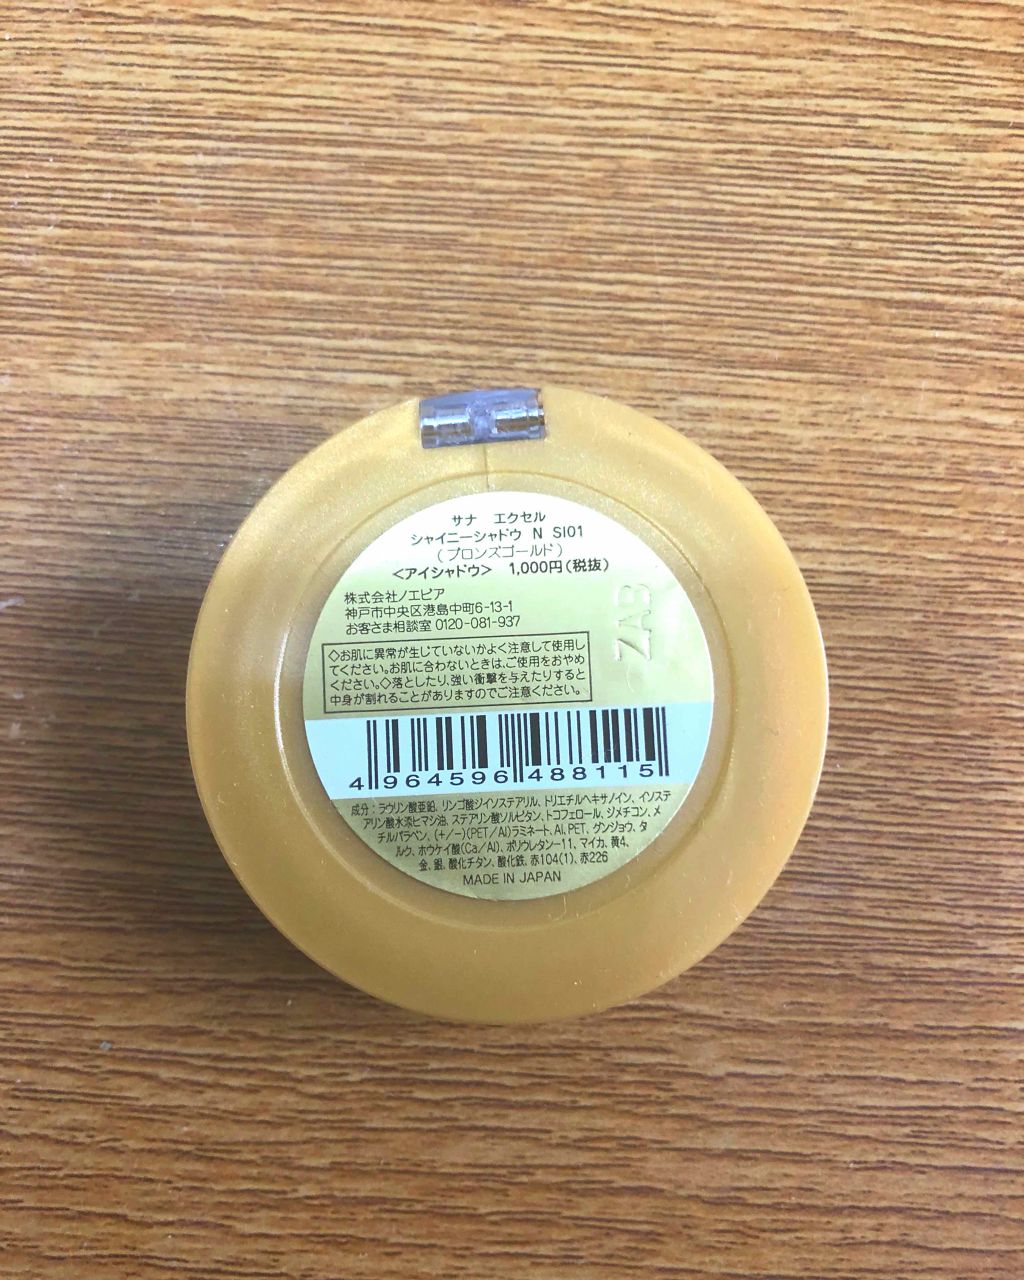 サナ エクセル
シャイニーシャドウ N SI01
(ブロンズゴールド)
<アイシャドウ> 1,000円(税抜)
株式会社ノエビア
神戸市中央区港島中町6-13-1
お客さま相談室 0120-081-937
ZAB
◇お肌に異常が生じていないかよく注意して使用し
てください。お肌に合わないときは、ご使用をおやめ
ください。◇落としたり、強い衝撃を与えたりすると
中身が割れることがありますのでご注意ください。
4 964596 488115
成分：ラウリン酸亜鉛、リンゴ酸ジイソステアリル、トリエチルヘキサノイン、イソステ
アリン酸水添ヒマシ油、ステアリン酸ソルビタン、トコフェロール、ジメチコン、メ
チルパラベン、(+/−)(PET/Al)ラミネート、Al、PET、グンジョウ、タ
ルク、ホウケイ酸(Ca/Al)、ポリウレタン−11、マイカ、黄4、
金、銀、酸化チタン、酸化鉄、赤104(1)、赤226
MADE IN JAPAN